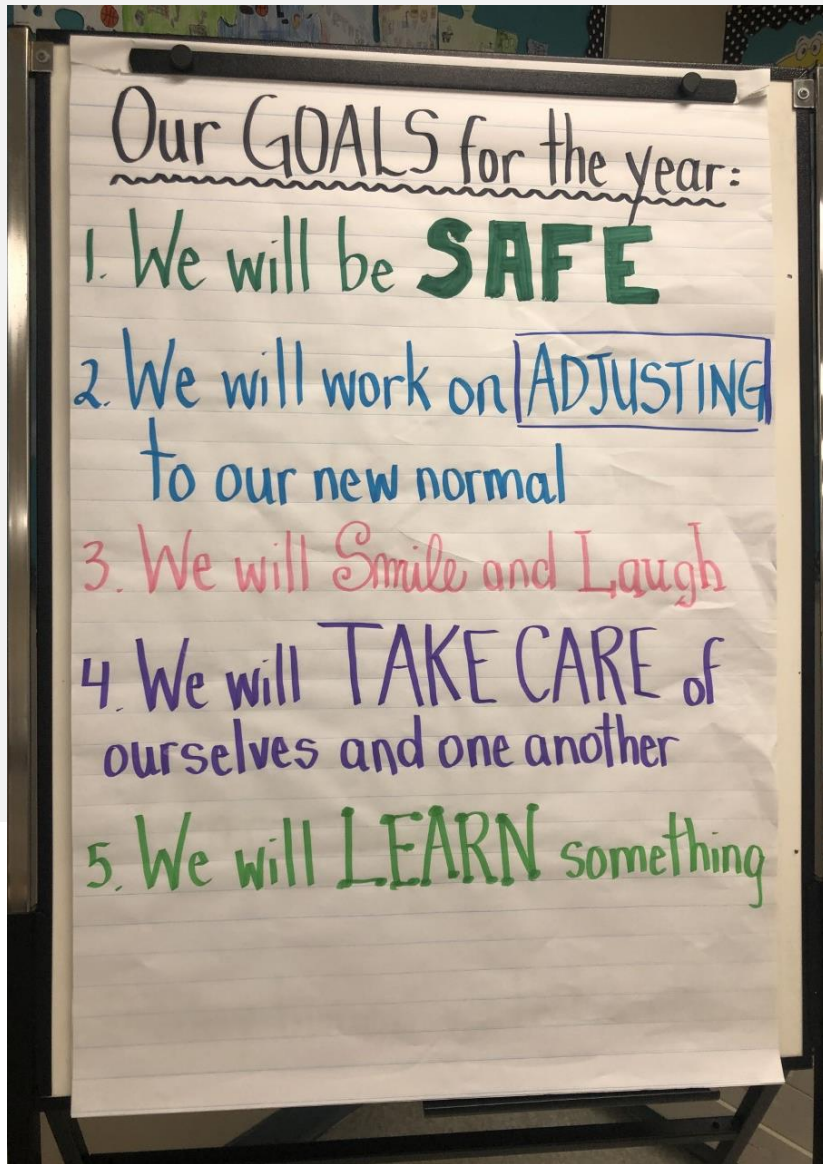 Our GOALS for the year:
1. We will be SAFE
2. We will work on ADJUSTING
to our new normal
3. We will Smile and Laugh
4. We will TAKE CARE of
ourselves and one another
5. We will LEARN something